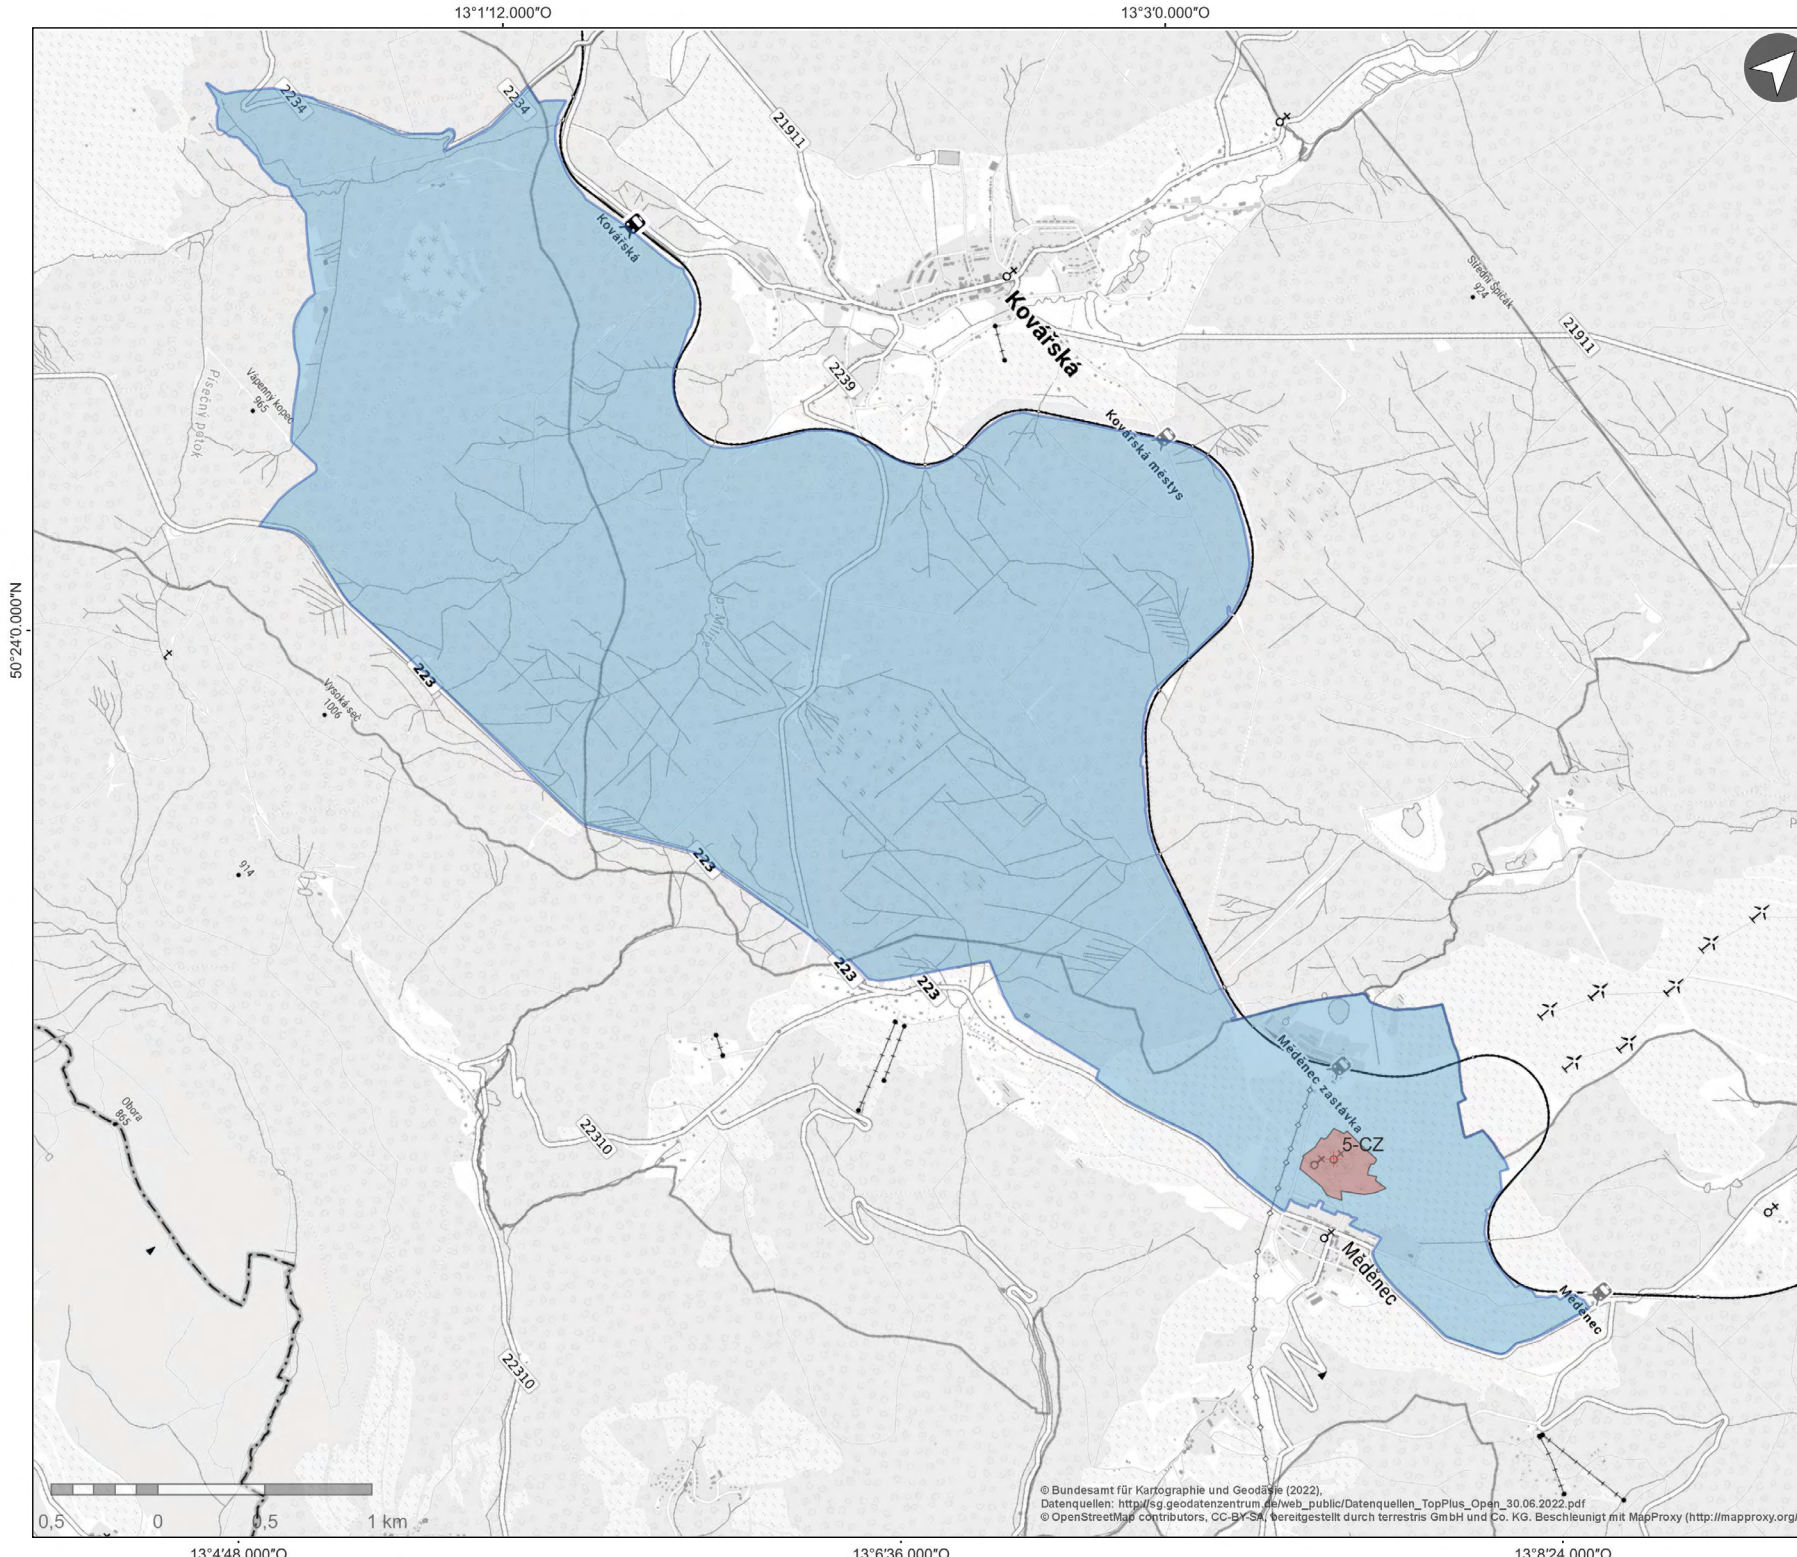 13°1'12.000"O
13°3'0.000"O
2234
2234
21911
Kovářská
Kovářská
Střední Špičák
924
21911
50°24'0.000"N
Písečný potok
Vápenný kopec
965
2239
Kovářská městys
223
Vysoká seč
1006
914
223
223
223
Měděnec zastávka
5-CZ
Obora
865
22310
Měděnec
Měděnec
22310
0,5
0
0,5
1 km
© Bundesamt für Kartographie und Geodäsie (2022),
Datenquellen: http://sg.geodatenzentrum.de/web_public/Datenquellen_TopPlus_Open_30.06.2022.pdf
© OpenStreetMap contributors, CC-BY-SA, bereitgestellt durch terrestris GmbH und Co. KG. Beschleunigt mit MapProxy (http://mapproxy.org/
13°4'48.000"O
13°6'36.000"O
13°8'24.000"O